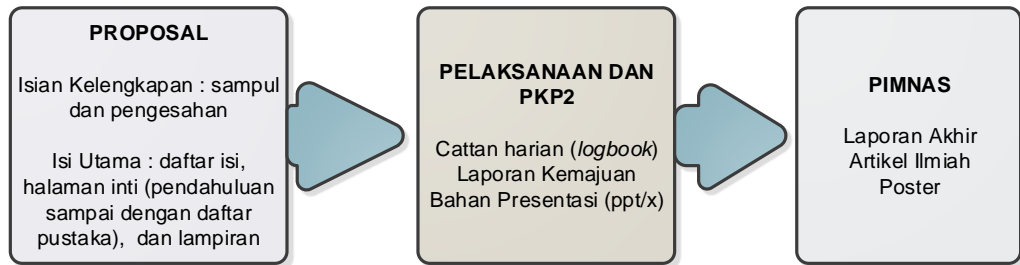 PROPOSAL
Isian Kelengkapan : sampul
dan pengesahan
Isi Utama : daftar isi,
halaman inti (pendahuluan
sampai dengan daftar
pustaka), dan lampiran
PELAKSANAAN DAN
PKP2
Cattan harian (logbook)
Laporan Kemajuan
Bahan Presentasi (ppt/x)
PIMNAS
Laporan Akhir
Artikel Ilmiah
Poster